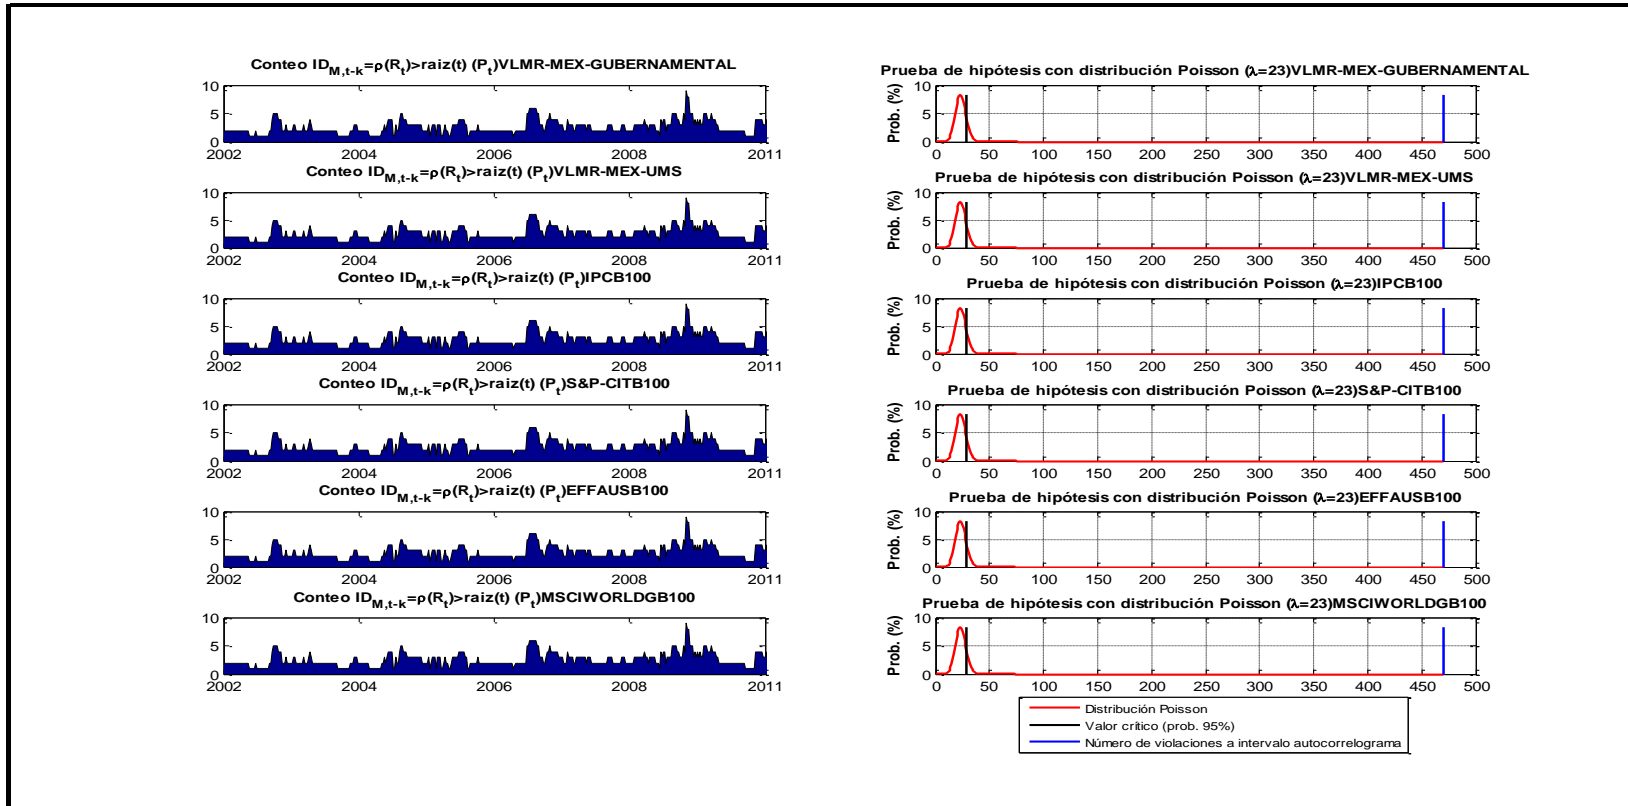 Conteo ID_{M,t-k}=ρ(R_t)>raiz(t) (P_t)VLMR-MEX-GUBERNAMENTAL
10
5
0
2002 2004 2006 2008 2011
Conteo ID_{M,t-k}=ρ(R_t)>raiz(t) (P_t)VLMR-MEX-UMS
10
5
0
2002 2004 2006 2008 2011
Conteo ID_{M,t-k}=ρ(R_t)>raiz(t) (P_t)IPCB100
10
5
0
2002 2004 2006 2008 2011
Conteo ID_{M,t-k}=ρ(R_t)>raiz(t) (P_t)S&P-CITB100
10
5
0
2002 2004 2006 2008 2011
Conteo ID_{M,t-k}=ρ(R_t)>raiz(t) (P_t)EFFAUSB100
10
5
0
2002 2004 2006 2008 2011
Conteo ID_{M,t-k}=ρ(R_t)>raiz(t) (P_t)MSCIWORLDGB100
10
5
0
2002 2004 2006 2008 2011
Prueba de hipótesis con distribución Poisson (λ=23)VLMR-MEX-GUBERNAMENTAL
Prob. (%)
10
5
0
0 50 100 150 200 250 300 350 400 450 500
Prueba de hipótesis con distribución Poisson (λ=23)VLMR-MEX-UMS
Prob. (%)
10
5
0
0 50 100 150 200 250 300 350 400 450 500
Prueba de hipótesis con distribución Poisson (λ=23)IPCB100
Prob. (%)
10
5
0
0 50 100 150 200 250 300 350 400 450 500
Prueba de hipótesis con distribución Poisson (λ=23)S&P-CITB100
Prob. (%)
10
5
0
0 50 100 150 200 250 300 350 400 450 500
Prueba de hipótesis con distribución Poisson (λ=23)EFFAUSB100
Prob. (%)
10
5
0
0 50 100 150 200 250 300 350 400 450 500
Prueba de hipótesis con distribución Poisson (λ=23)MSCIWORLDGB100
Prob. (%)
10
5
0
0 50 100 150 200 250 300 350 400 450 500
Distribución Poisson
Valor crítico (prob. 95%)
Número de violaciones a intervalo autocorrelograma